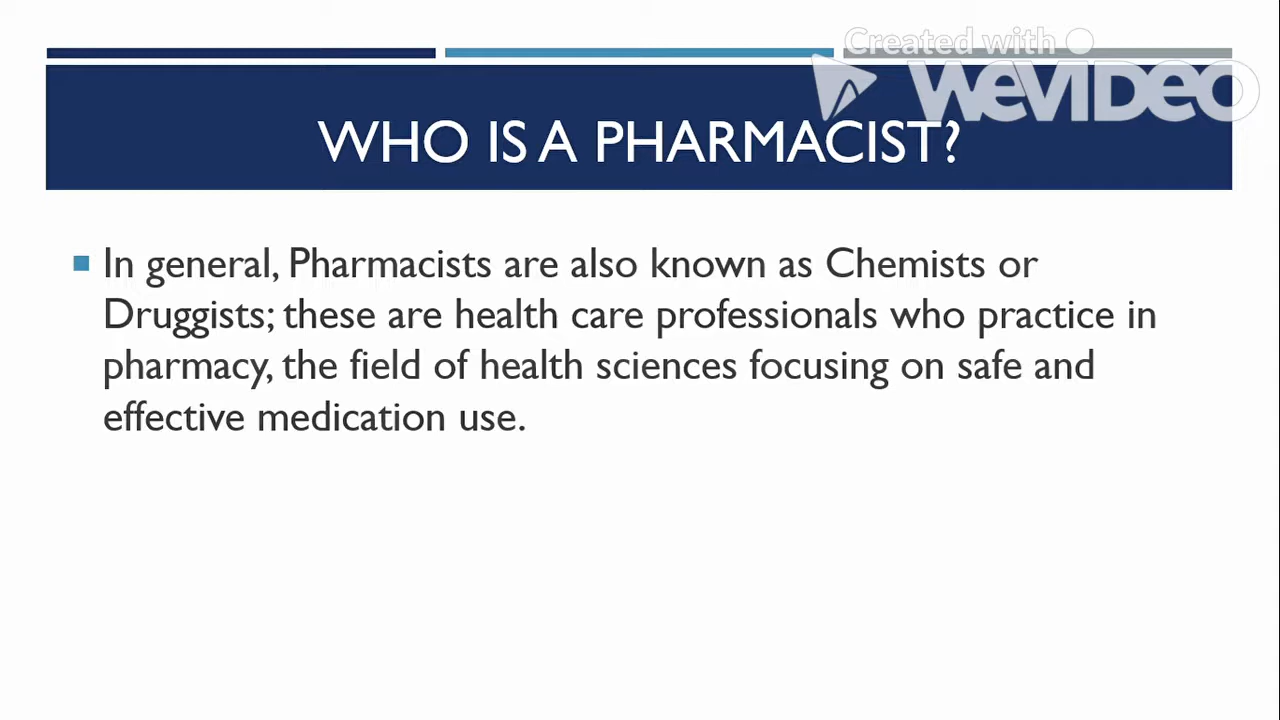 Created with
WEVIDEO
WHO IS A PHARMACIST?
In general, Pharmacists are also known as Chemists or
Druggists; these are health care professionals who practice in
pharmacy, the field of health sciences focusing on safe and
effective medication use.